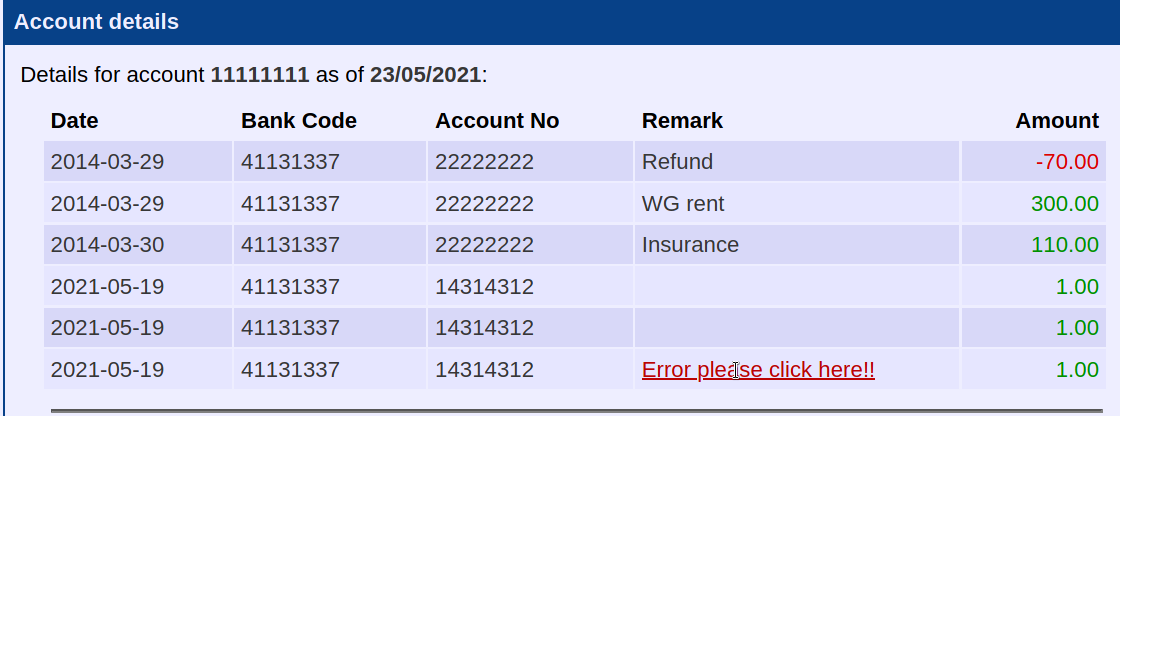 Account details
Details for account 11111111 as of 23/05/2021:
Date Bank Code Account No Remark Amount
2014-03-29 41131337 22222222 Refund -70.00
2014-03-29 41131337 22222222 WG rent 300.00
2014-03-30 41131337 22222222 Insurance 110.00
2021-05-19 41131337 14314312 1.00
2021-05-19 41131337 14314312 1.00
2021-05-19 41131337 14314312 Error please click here!! 1.00